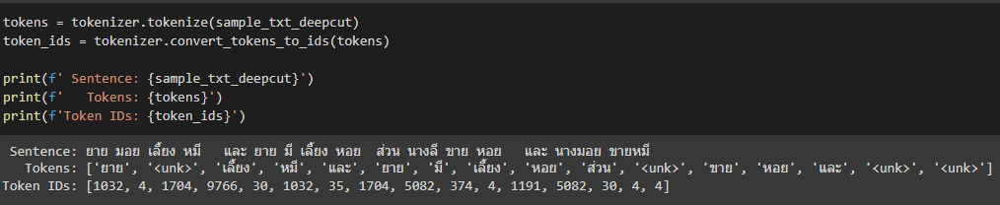 tokens = tokenizer.tokenize(sample_txt_deepcut)
token_ids = tokenizer.convert_tokens_to_ids(tokens)
print(f' Sentence: {sample_txt_deepcut}')
print(f'   Tokens: {tokens}')
print(f'Token IDs: {token_ids}')
 Sentence: ยาย มอย เลี้ยง หมี   และ ยาย มี เลี้ยง หอย  ส่วน นางลี ขาย หอย   และ นางมอย ขายหมี
   Tokens: ['ยาย', '<unk>', 'เลี้ยง', 'หมี', 'และ', 'ยาย', 'มี', 'เลี้ยง', 'หอย', 'ส่วน', '<unk>', 'ขาย', 'หอย', 'และ', '<unk>', '<unk>']
Token IDs: [1032, 4, 1704, 9766, 30, 1032, 35, 1704, 5082, 374, 4, 1191, 5082, 30, 4, 4]